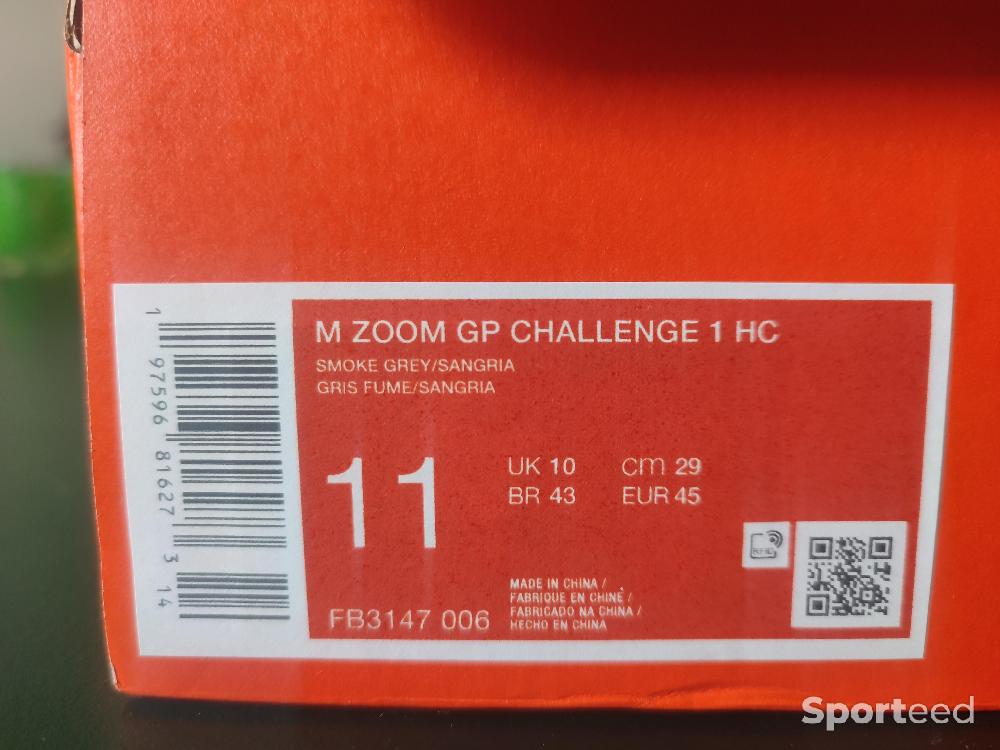 M ZOOM GP CHALLENGE 1 HC
SMOKE GREY/SANGRIA
GRIS FUME/SANGRIA
11
UK 10
cm 29
BR 43
EUR 45
RFID
MADE IN CHINA /
FABRIQUE EN CHINE /
FABRICADO NA CHINA /
HECHO EN CHINA
FB3147 006
1 97596 81627 3 14
Sporteed